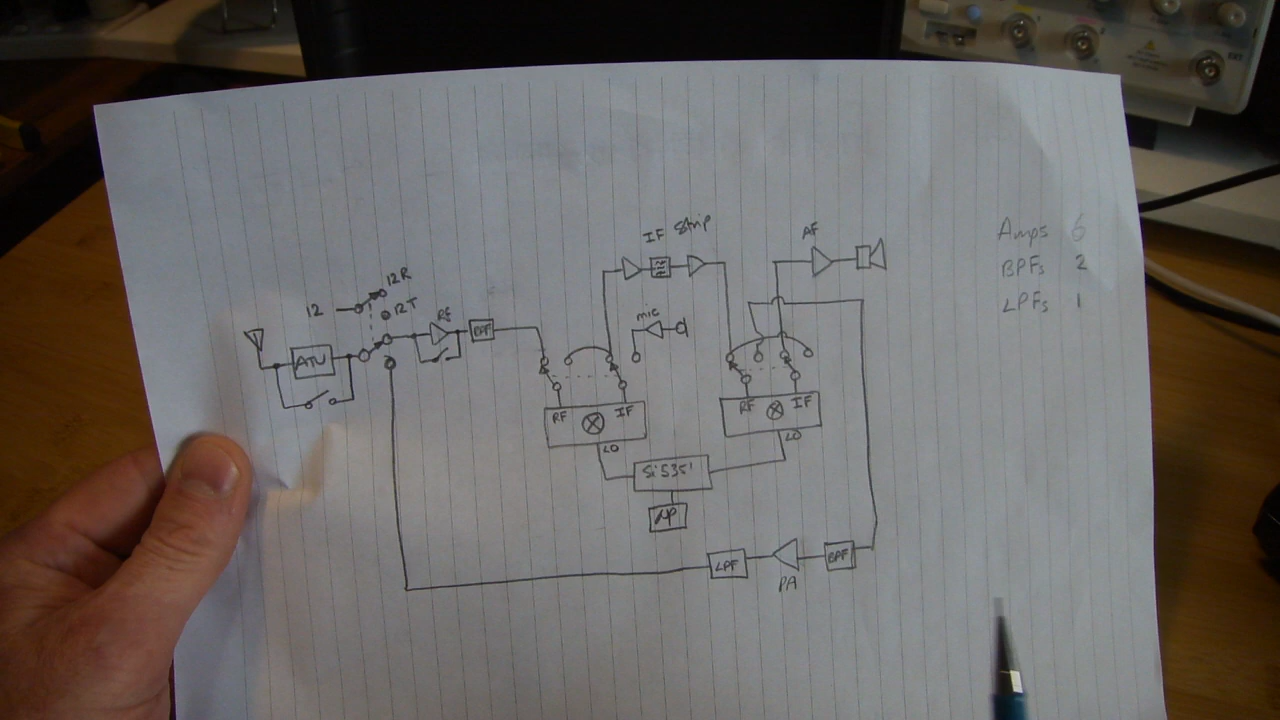 IF Strip
AF
Amps 6
BPFs 2
LPFs 1
12R
12
12T
RF
mic
BPF
ATU
RF IF
RF IF
LO
LO
Si5351
µP
LPF
BPF
PA
EXT